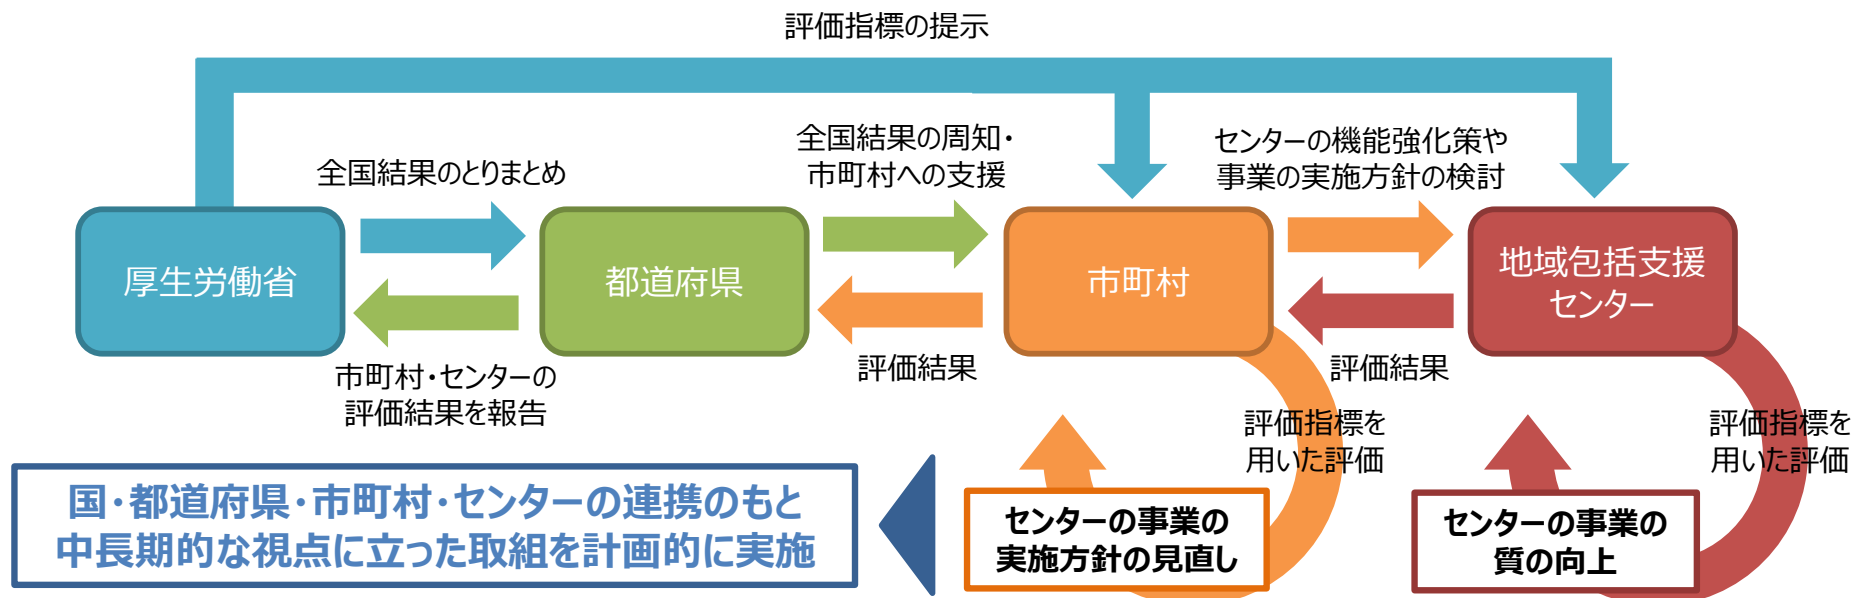 評価指標の提示
全国結果のとりまとめ
全国結果の周知・
市町村への支援
センターの機能強化策や
事業の実施方針の検討
厚生労働省
都道府県
市町村
地域包括支援
センター
市町村・センターの
評価結果を報告
評価結果
評価結果
評価指標を
用いた評価
評価指標を
用いた評価
国・都道府県・市町村・センターの連携のもと
中長期的な視点に立った取組を計画的に実施
センターの事業の
実施方針の見直し
センターの事業の
質の向上